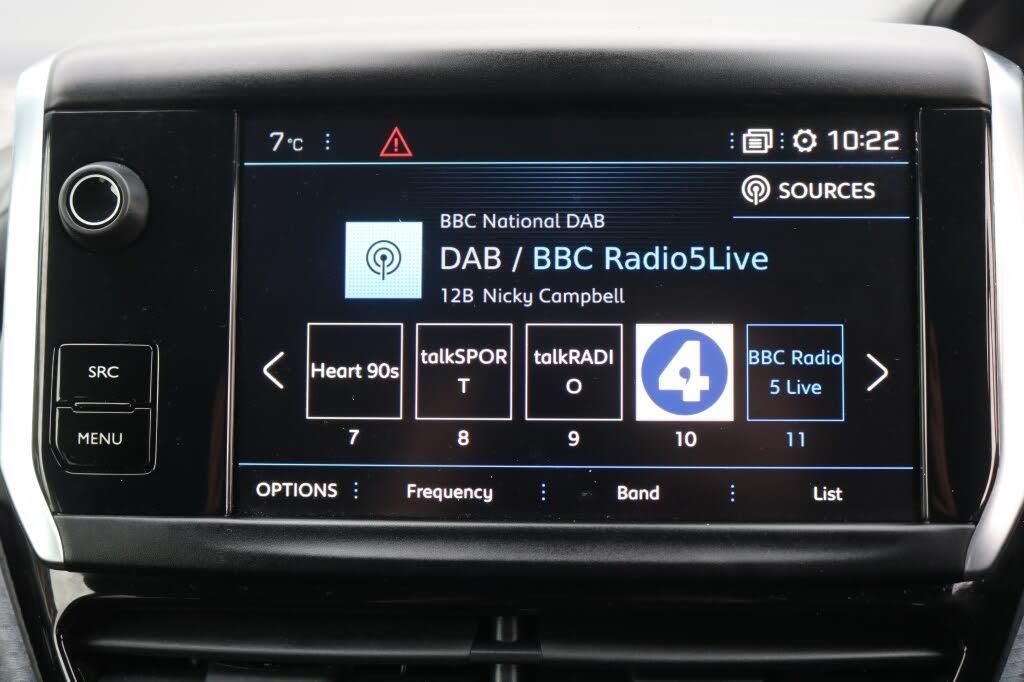 7°C
10:22
SOURCES
BBC National DAB
DAB / BBC Radio5Live
12B Nicky Campbell
SRC
MENU
Heart 90s
talkSPOR
T
talkRADI
O
4
BBC Radio
5 Live
7
8
9
10
11
OPTIONS
Frequency
Band
List